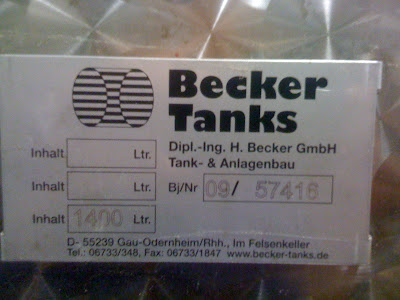 Becker
Tanks
Dipl.-Ing. H. Becker GmbH
Tank- & Anlagenbau
Inhalt Ltr.
Inhalt Ltr.
Bj/Nr 09/ 57416
Inhalt 1400 Ltr.
D- 55239 Gau-Odernheim/Rhh., Im Felsenkeller
Tel.: 06733/348, Fax: 06733/1847 www.becker-tanks.de